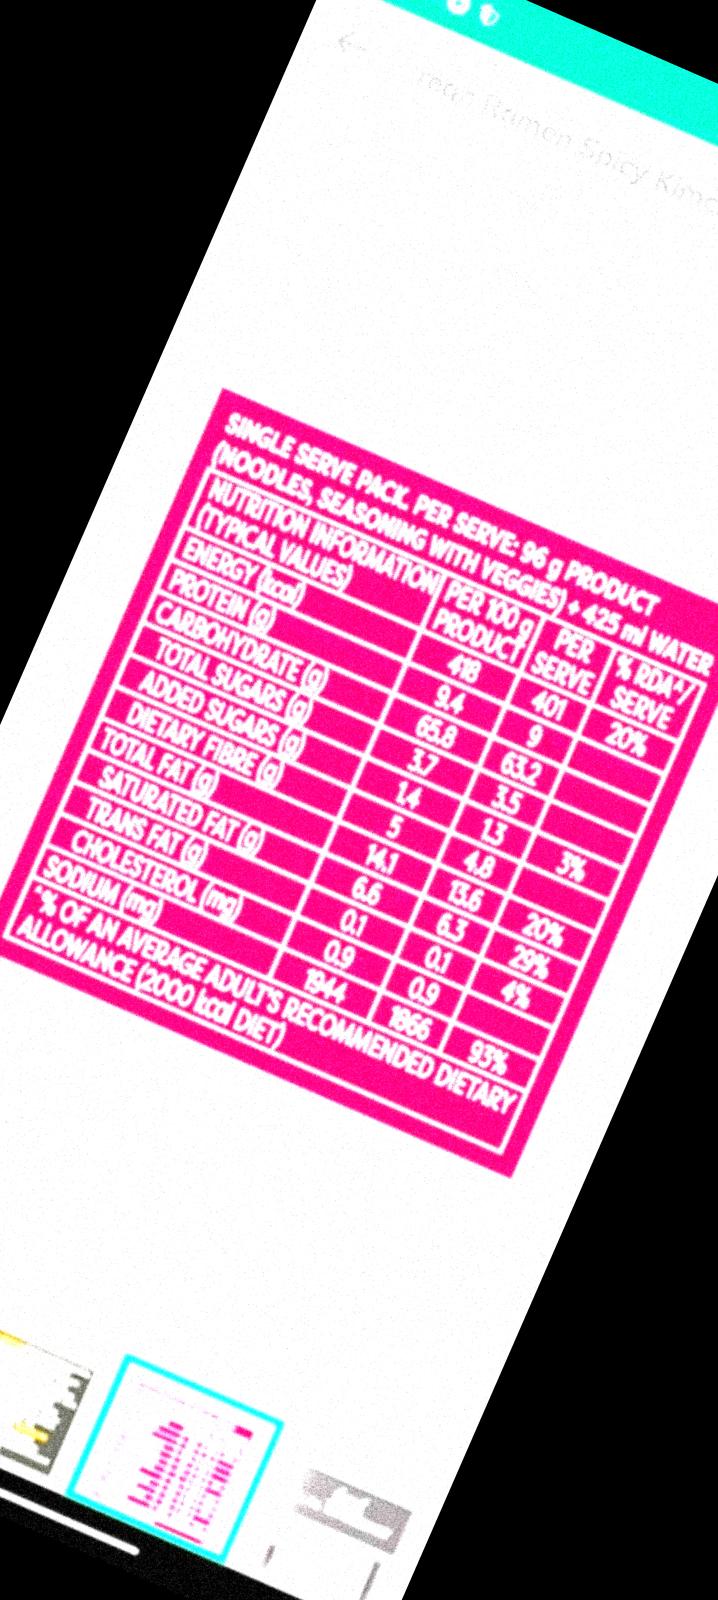 Ramen Spicy
SINGLE SERVE PACK. PER SERVE: 96 g PRODUCT
(NOODLES, SEASONING WITH VEGGIES) + 425 ml WATER
NUTRITION INFORMATION (TYPICAL VALUES) PER 100 g PRODUCT PER SERVE % RDA^/ SERVE
ENERGY (kcal) 418 401 20%
PROTEIN (g) 9.4 9
CARBOHYDRATE (g) 65.8 63.2
TOTAL SUGARS (g) 3.7 3.5
ADDED SUGARS (g) 1.4 1.3 3%
DIETARY FIBRE (g) 5 4.8
TOTAL FAT (g) 14.1 13.6 20%
SATURATED FAT (g) 6.6 6.3 29%
TRANS FAT (g) 0.1 0.1 4%
CHOLESTEROL (mg) 0.9 0.9
SODIUM (mg) 1944 1866 93%
^% OF AN AVERAGE ADULT'S RECOMMENDED DIETARY
ALLOWANCE (2000 kcal DIET)